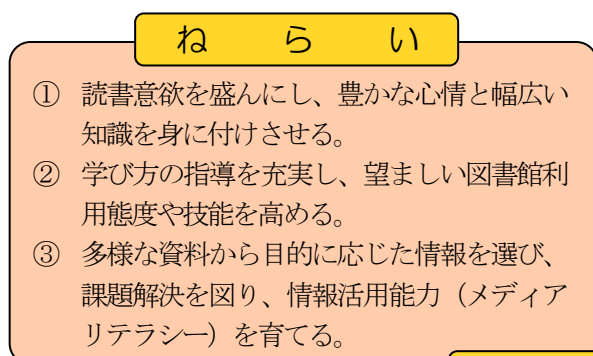 ねらい
① 読書意欲を盛んにし、豊かな心情と幅広い
知識を身に付けさせる。
② 学び方の指導を充実し、望ましい図書館利
用態度や技能を高める。
③ 多様な資料から目的に応じた情報を選び、
課題解決を図り、情報活用能力（メディア
リテラシー）を育てる。